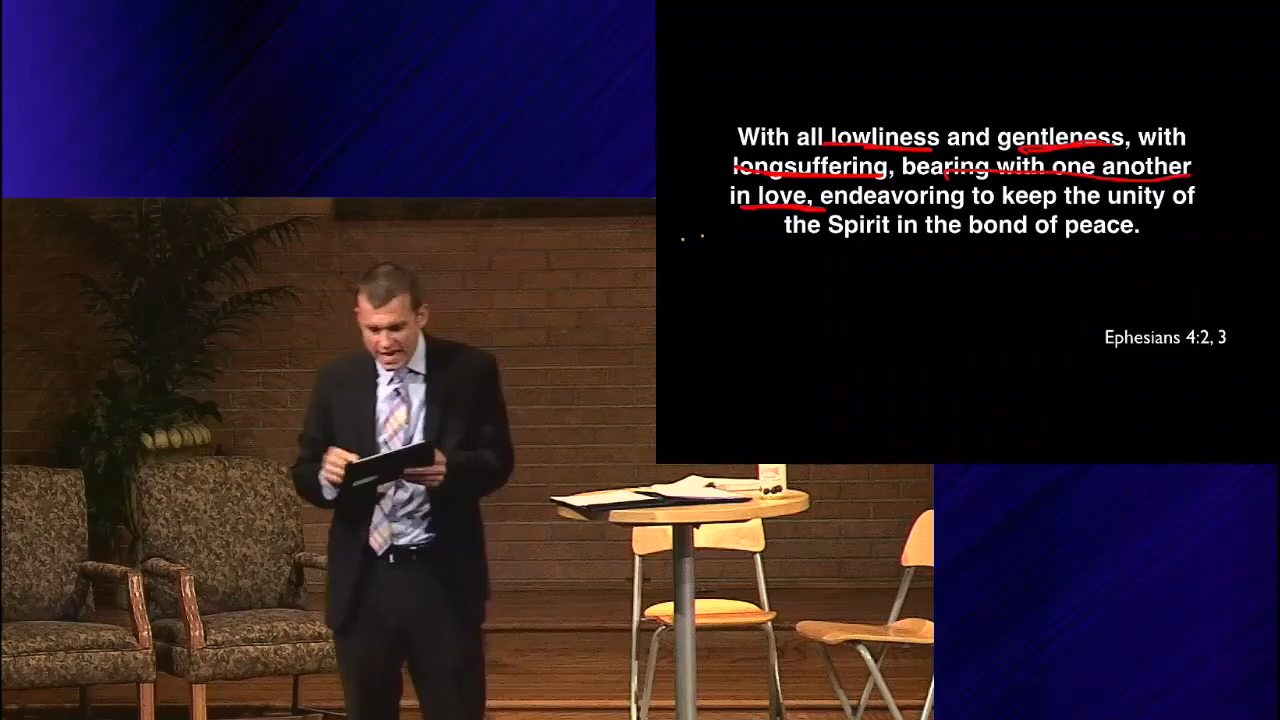 With all lowliness and gentleness, with
longsuffering, bearing with one another
in love, endeavoring to keep the unity of
the Spirit in the bond of peace.
Ephesians 4:2, 3